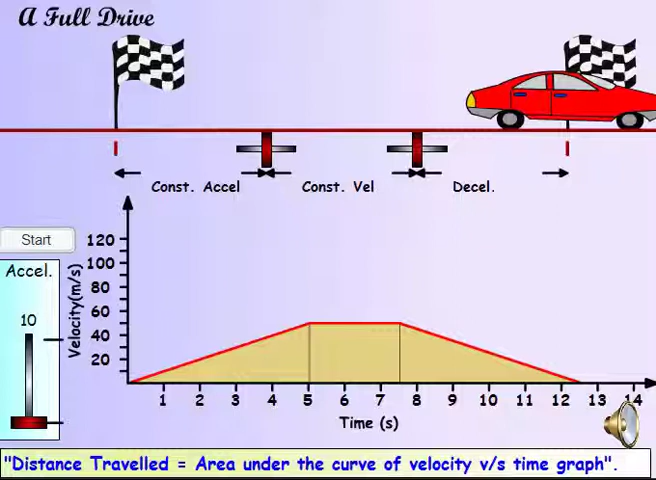 A Full Drive
Const. Accel
Const. Vel
Decel.
Start
Accel.
10
Velocity(m/s)
120
100
80
60
40
20
1 2 3 4 5 6 7 8 9 10 11 12 13 14
Time (s)
"Distance Travelled = Area under the curve of velocity v/s time graph".